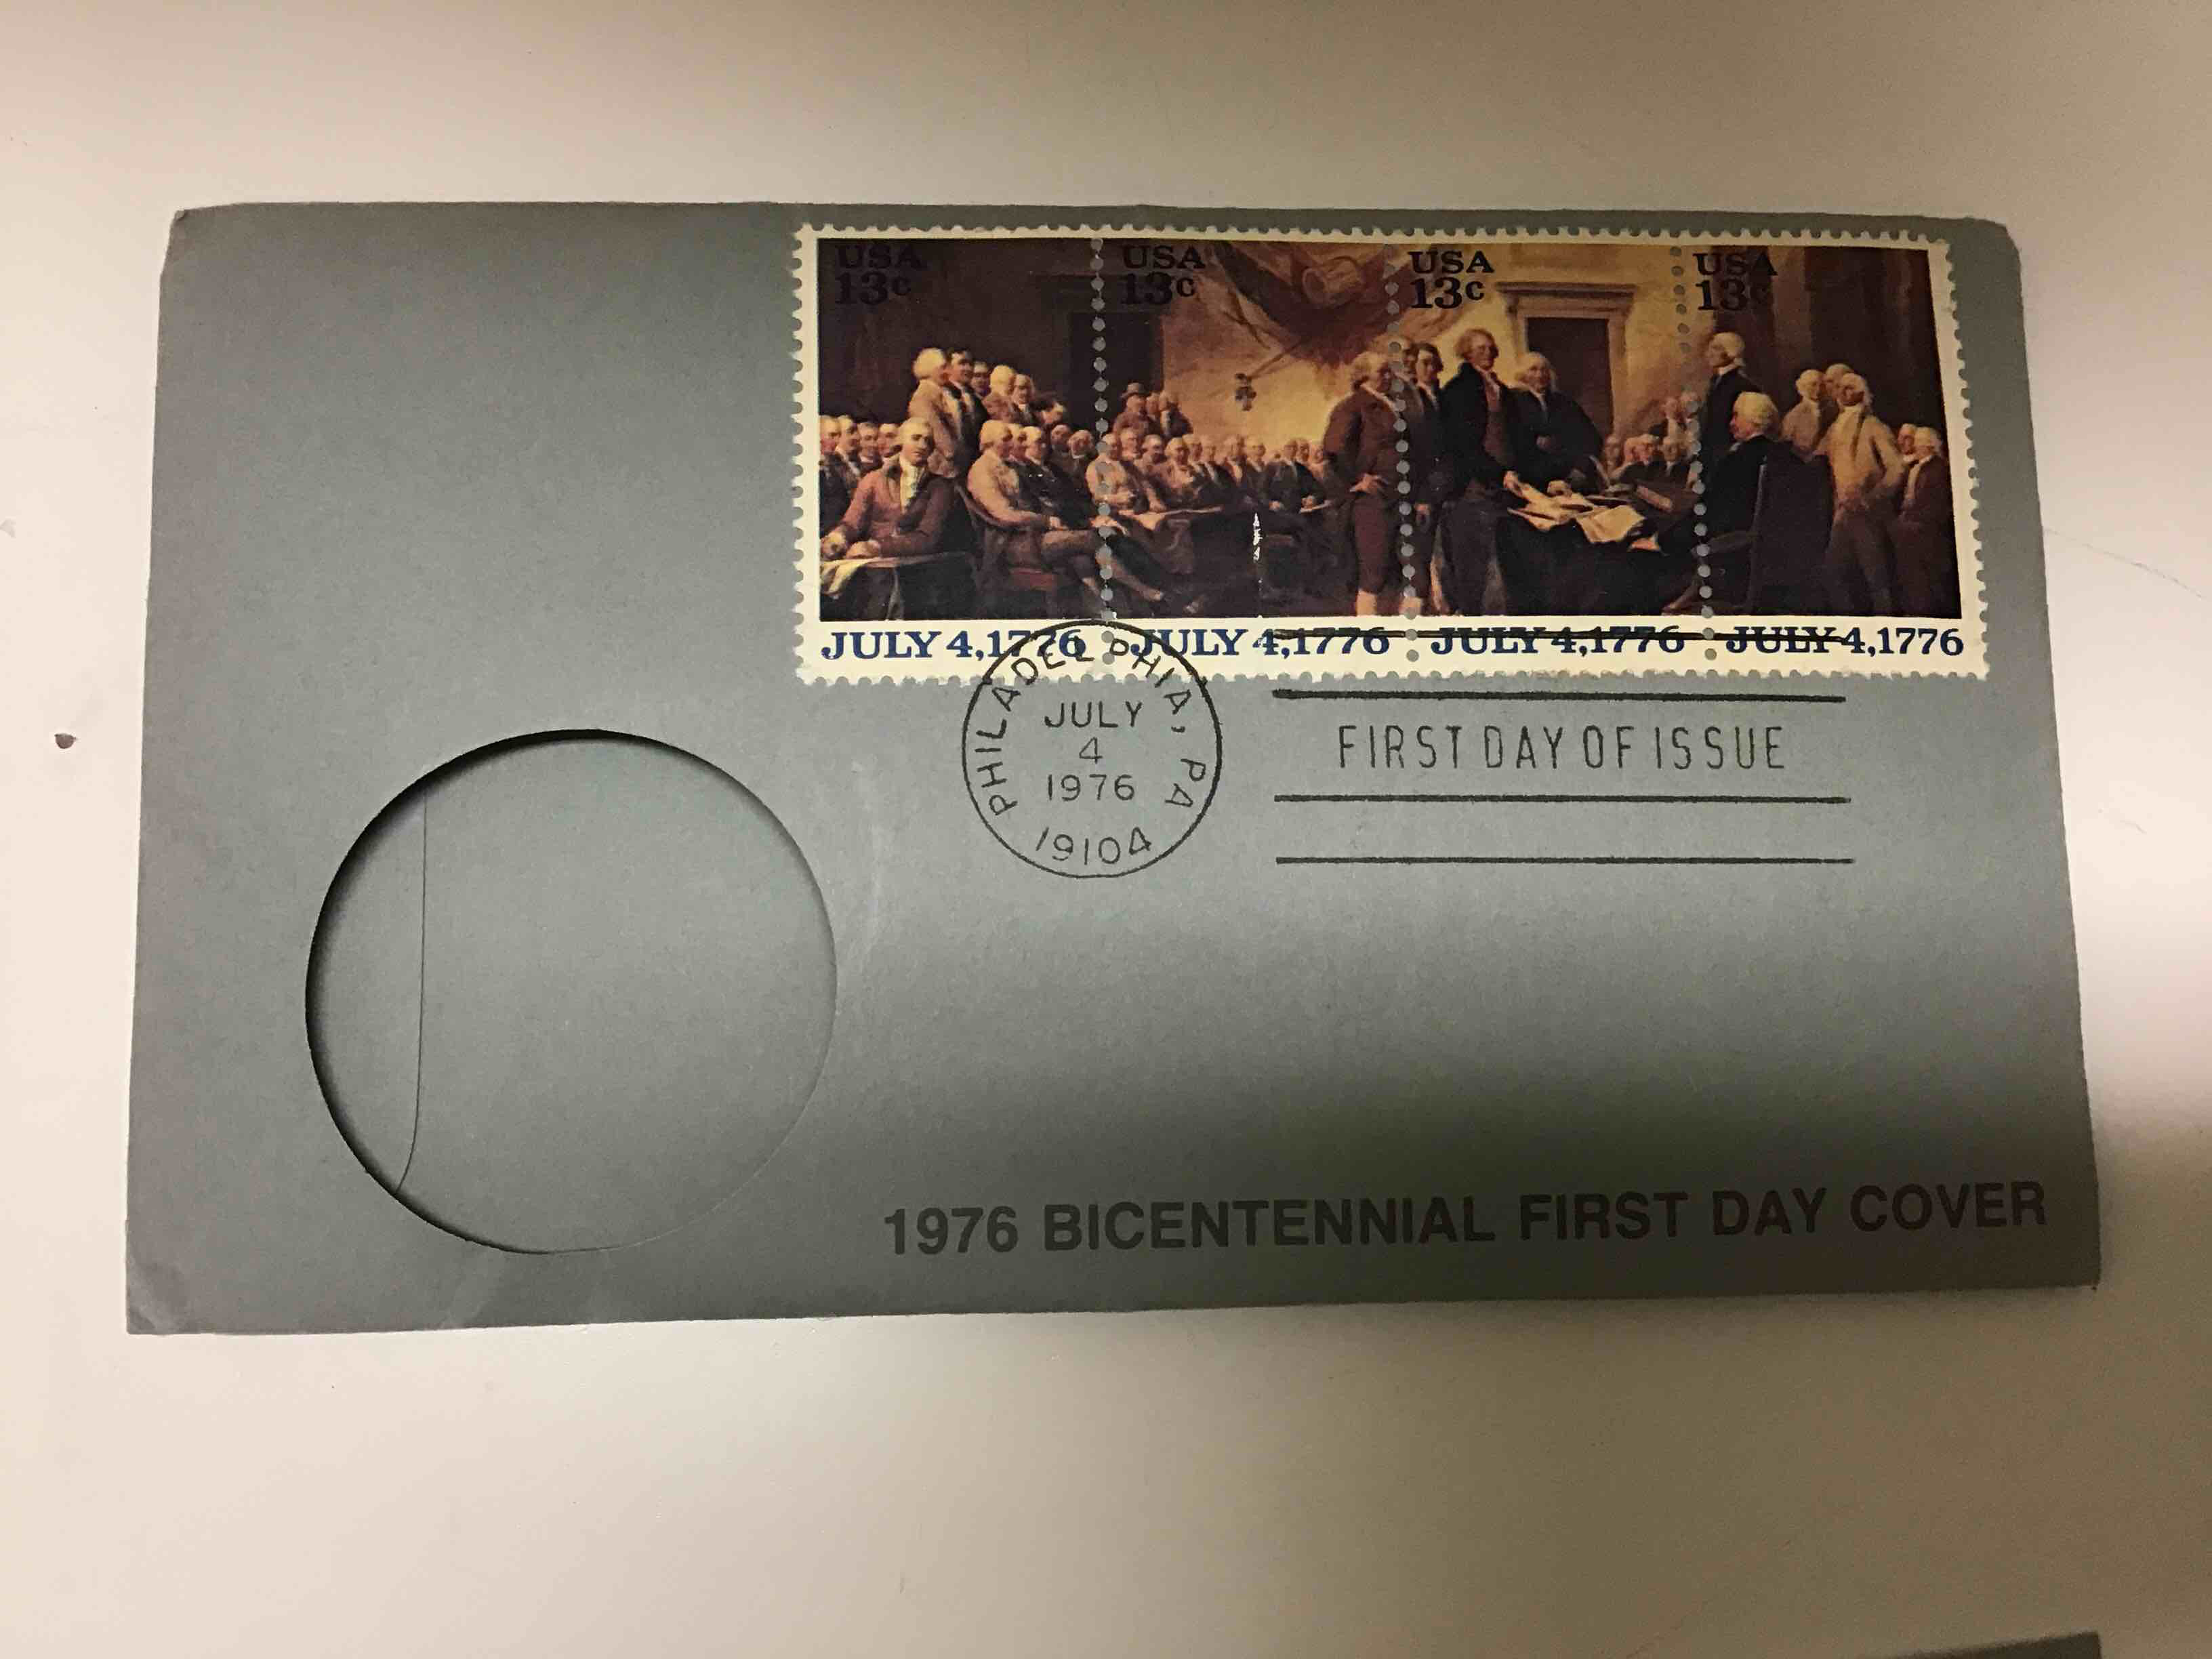 USA USA USA USA
13c 13c 13c 13c
JULY 4,1776 JULY 4,1776 JULY 4,1776 JULY 4,1776
PHILADELPHIA, PA
JULY
4
1976
19104
FIRST DAY OF ISSUE
1976 BICENTENNIAL FIRST DAY COVER